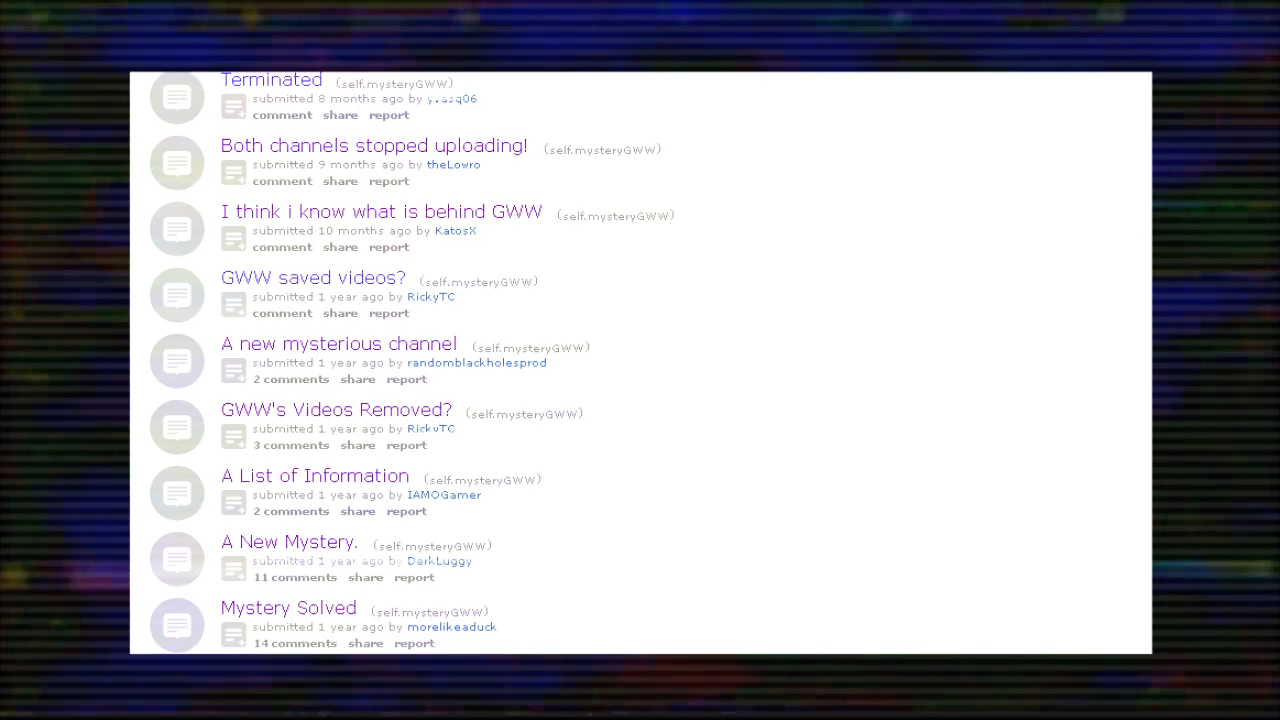 Terminated (self.mysteryGWW)
submitted 8 months ago by
comment share report
Both channels stopped uploading! (self.mysteryGWW)
submitted 9 months ago by theLowro
comment share report
I think i know what is behind GWW (self.mysteryGWW)
submitted 10 months ago by KatosX
comment share report
GWW saved videos? (self.mysteryGWW)
submitted 1 year ago by RickyTC
comment share report
A new mysterious channel (self.mysteryGWW)
submitted 1 year ago by randomblackholesprod
2 comments share report
GWW's Videos Removed? (self.mysteryGWW)
submitted 1 year ago by RickyTC
3 comments share report
A List of Information (self.mysteryGWW)
submitted 1 year ago by IAMOGamer
2 comments share report
A New Mystery. (self.mysteryGWW)
submitted 1 year ago by DarkLuggy
11 comments share report
Mystery Solved (self.mysteryGWW)
submitted 1 year ago by morelikeaduck
14 comments share report